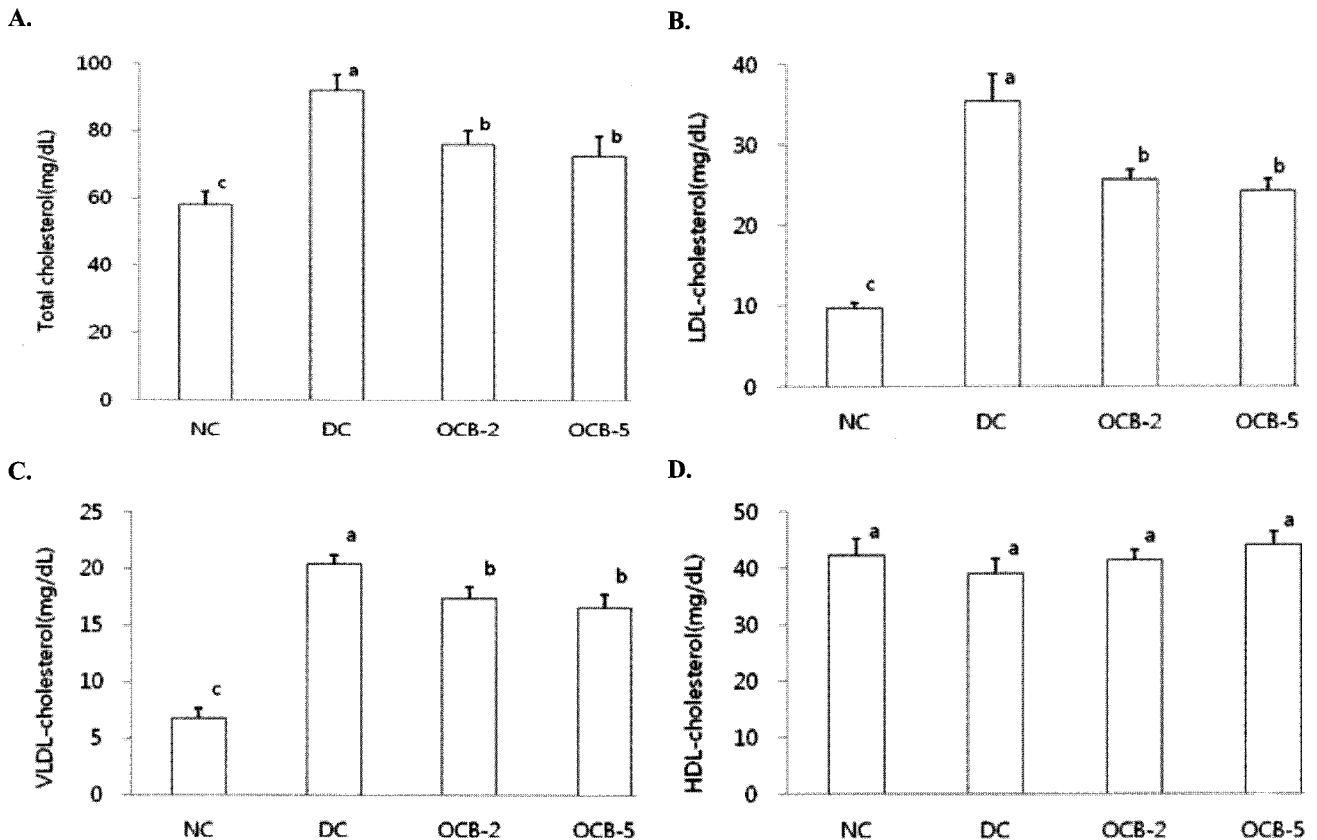 A.
Total cholesterol(mg/dL)
100
80
60
40
20
0
c
a
b
b
NC DC OCB-2 OCB-5
B.
LDL-cholesterol(mg/dL)
40
30
20
10
0
c
a
b
b
NC DC OCB-2 OCB-5
C.
VLDL-cholesterol(mg/dL)
25
20
15
10
5
0
c
a
b
b
NC DC OCB-2 OCB-5
D.
HDL-cholesterol(mg/dL)
50
40
30
20
10
0
a
a
a
a
NC DC OCB-2 OCB-5